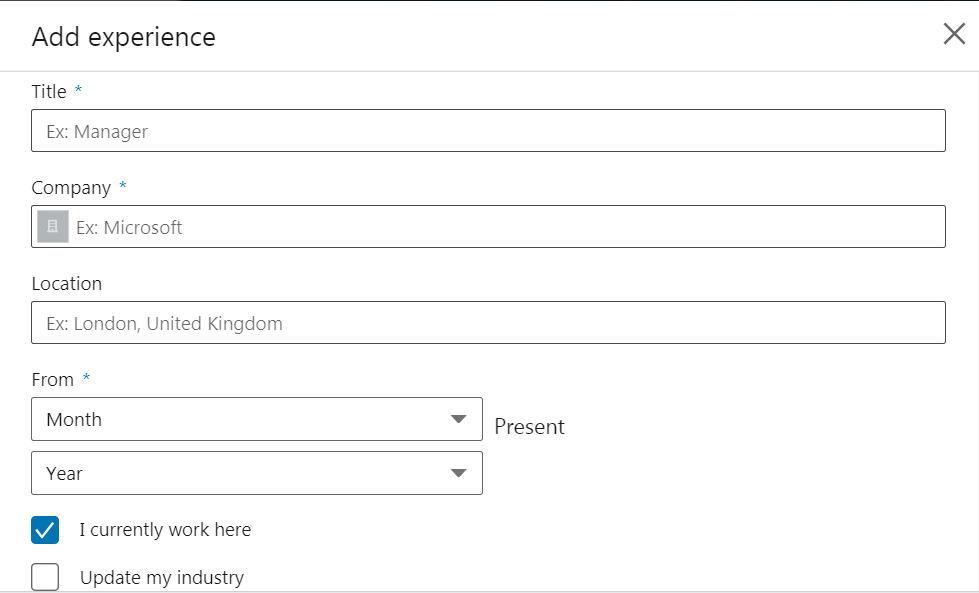 Add experience
Title *
Ex: Manager
Company *
Ex: Microsoft
Location
Ex: London, United Kingdom
From *
Month
Present
Year
I currently work here
Update my industry